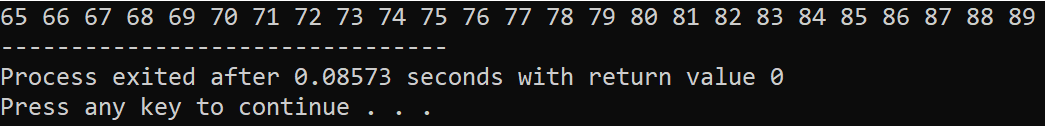 65 66 67 68 69 70 71 72 73 74 75 76 77 78 79 80 81 82 83 84 85 86 87 88 89
--------------------------------
Process exited after 0.08573 seconds with return value 0
Press any key to continue . . .